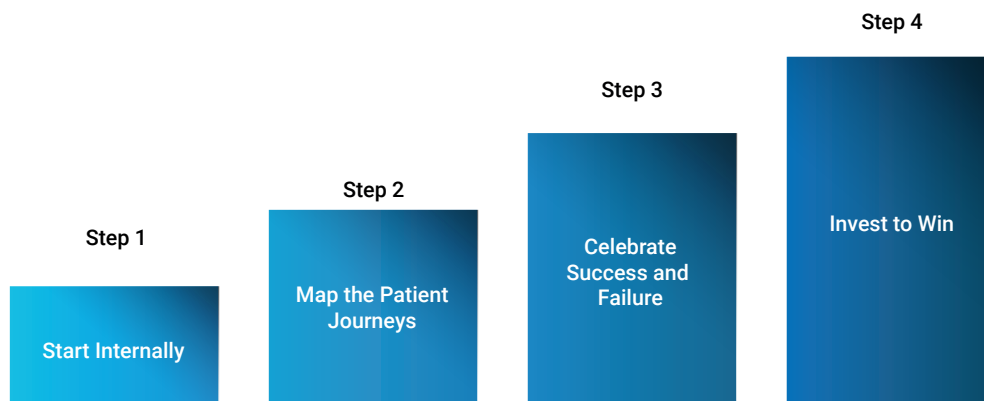 Step 1
Start Internally
Step 2
Map the Patient
Journeys
Step 3
Celebrate
Success and
Failure
Step 4
Invest to Win